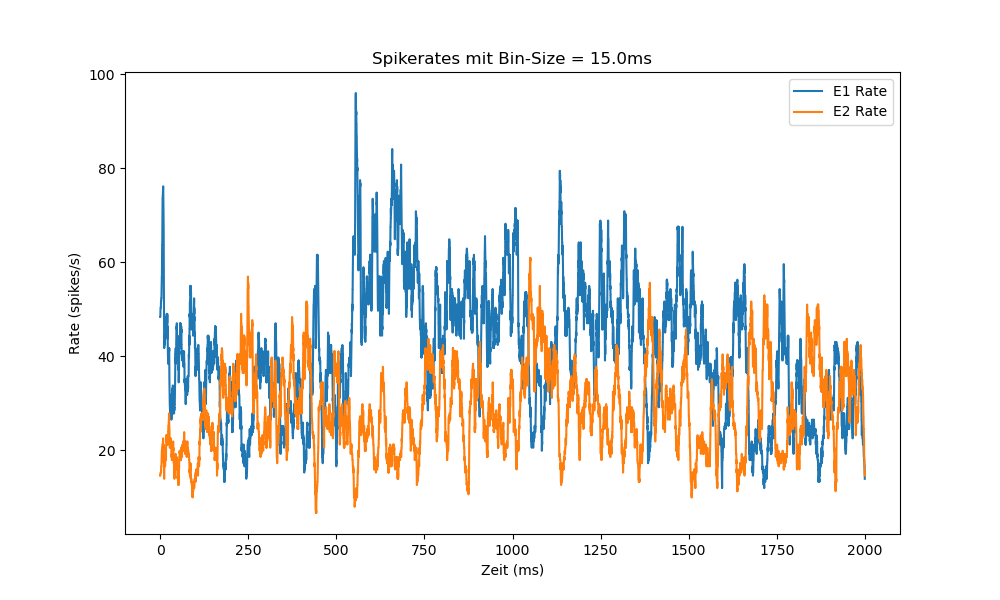 Spikerates mit Bin-Size = 15.0ms
E1 Rate
E2 Rate
Rate (spikes/s)
100
80
60
40
20
0
250
500
750
1000
1250
1500
1750
2000
Zeit (ms)